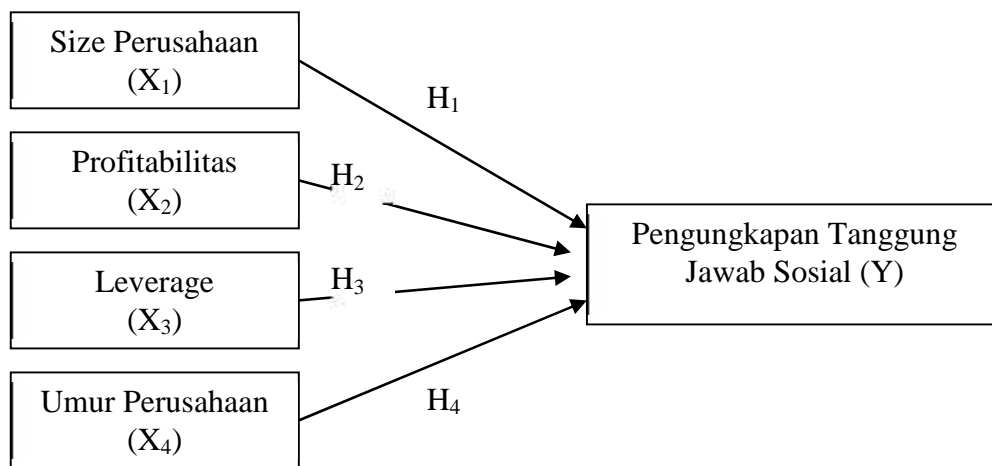 Size Perusahaan
(X₁)
H₁
Profitabilitas
(X₂)
H₂
Pengungkapan Tanggung
Jawab Sosial (Y)
Leverage
(X₃)
H₃
Umur Perusahaan
(X₄)
H₄